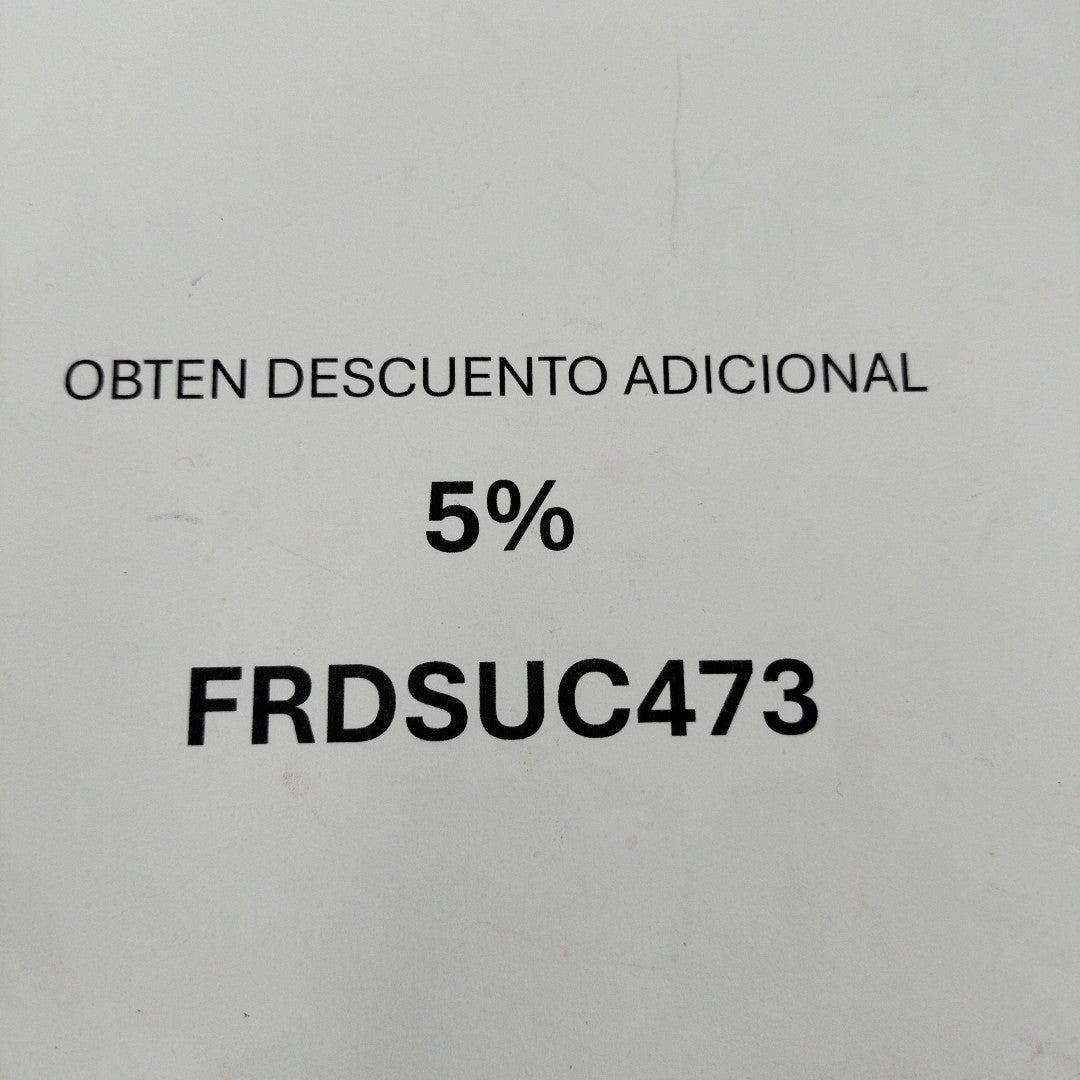 OBTEN DESCUENTO ADICIONAL
5%
FRDSUC473